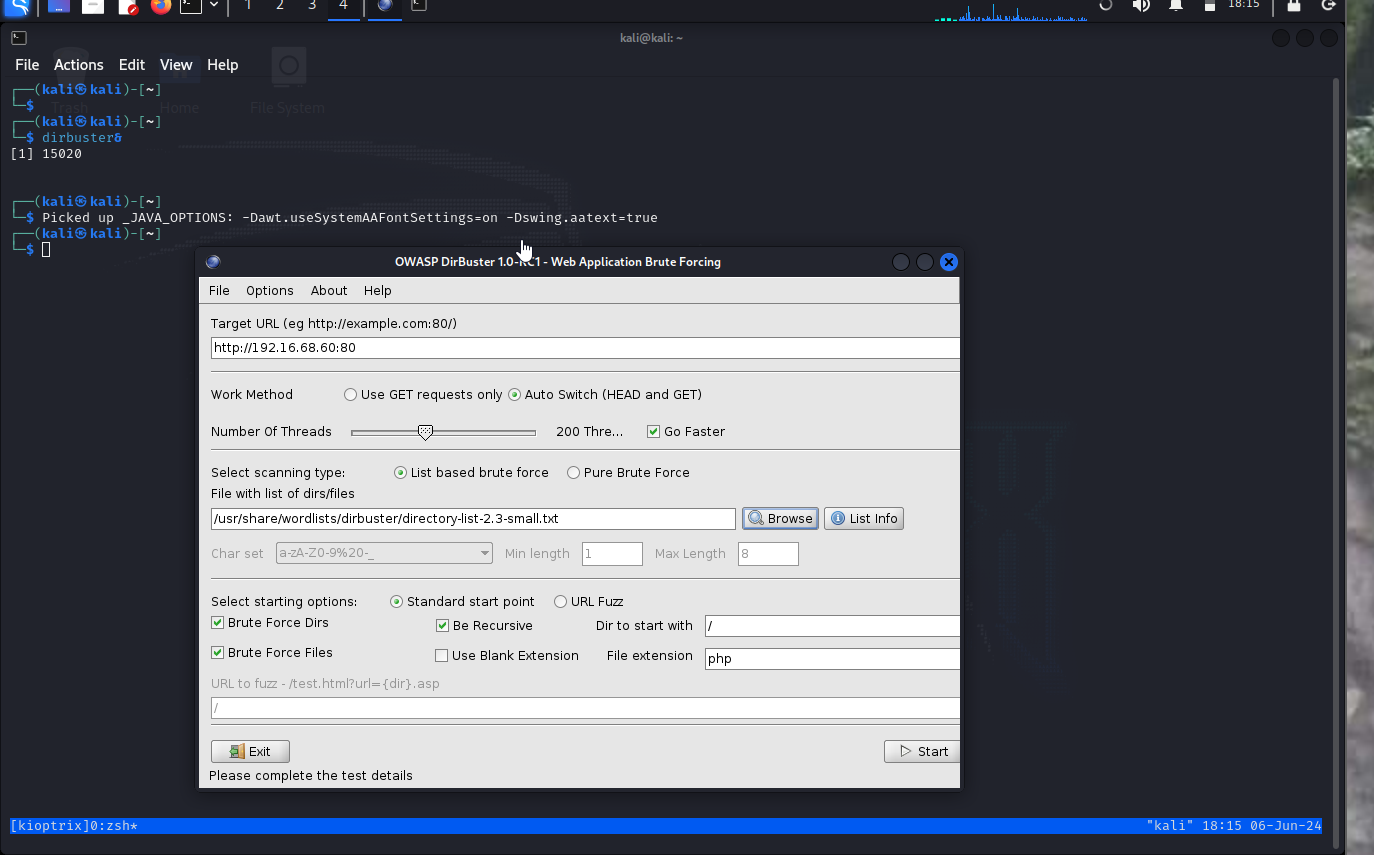 1 2 3 4 18:15
kali@kali: ~
File Actions Edit View Help
Trash Home File System
┌──(kali㉿kali)-[~]
└─$
┌──(kali㉿kali)-[~]
└─$ dirbuster&
[1] 15020
┌──(kali㉿kali)-[~]
└─$ Picked up _JAVA_OPTIONS: -Dawt.useSystemAAFontSettings=on -Dswing.aatext=true
┌──(kali㉿kali)-[~]
└─$
OWASP DirBuster 1.0-RC1 - Web Application Brute Forcing
File Options About Help
Target URL (eg http://example.com:80/)
http://192.16.68.60:80
Work Method Use GET requests only Auto Switch (HEAD and GET)
Number Of Threads 200 Thre... Go Faster
Select scanning type: List based brute force Pure Brute Force
File with list of dirs/files
/usr/share/wordlists/dirbuster/directory-list-2.3-small.txt Browse List Info
Char set a-zA-Z0-9%20-_ Min length 1 Max Length 8
Select starting options: Standard start point URL Fuzz
Brute Force Dirs Be Recursive Dir to start with /
Brute Force Files Use Blank Extension File extension php
URL to fuzz - /test.html?url={dir}.asp
/
Exit Start
Please complete the test details
[kioptrix]0:zsh* "kali" 18:15 06-Jun-24